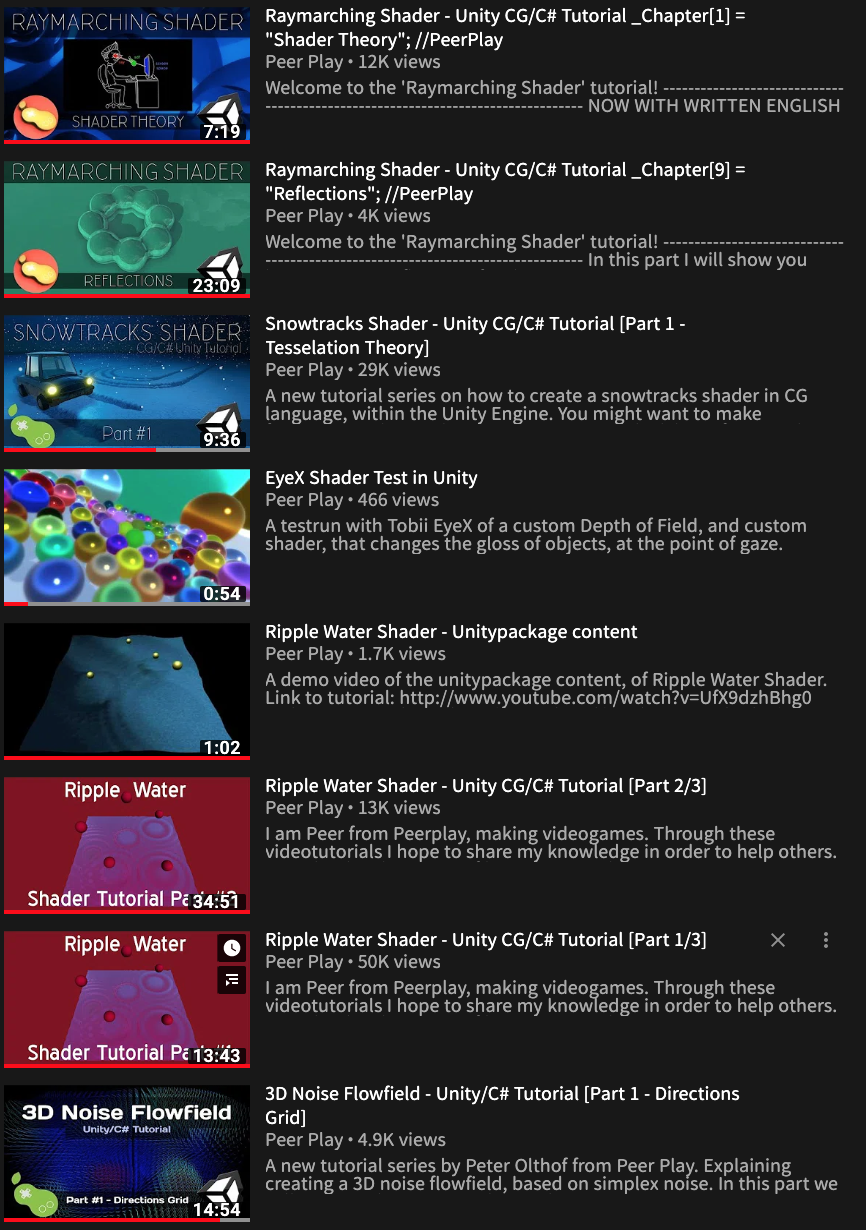 RAYMARCHING SHADER
SHADER THEORY
7:19
Raymarching Shader - Unity CG/C# Tutorial _Chapter[1] =
"Shader Theory"; //PeerPlay
Peer Play • 12K views
Welcome to the 'Raymarching Shader' tutorial! -----------------------------
--------------------------------------------------- NOW WITH WRITTEN ENGLISH
RAYMARCHING SHADER
REFLECTIONS
23:09
Raymarching Shader - Unity CG/C# Tutorial _Chapter[9] =
"Reflections"; //PeerPlay
Peer Play • 4K views
Welcome to the 'Raymarching Shader' tutorial! -----------------------------
--------------------------------------------------- In this part I will show you
SNOWTRACKS SHADER
CG/C# Unity Tutorial
Part #1
9:36
Snowtracks Shader - Unity CG/C# Tutorial [Part 1 -
Tesselation Theory]
Peer Play • 29K views
A new tutorial series on how to create a snowtracks shader in CG
language, within the Unity Engine. You might want to make
0:54
EyeX Shader Test in Unity
Peer Play • 466 views
A testrun with Tobii EyeX of a custom Depth of Field, and custom
shader, that changes the gloss of objects, at the point of gaze.
1:02
Ripple Water Shader - Unitypackage content
Peer Play • 1.7K views
A demo video of the unitypackage content, of Ripple Water Shader.
Link to tutorial: http://www.youtube.com/watch?v=UfX9dzhBhg0
Ripple Water
Shader Tutorial
34:51
Ripple Water Shader - Unity CG/C# Tutorial [Part 2/3]
Peer Play • 13K views
I am Peer from Peerplay, making videogames. Through these
videotutorials I hope to share my knowledge in order to help others.
Ripple Water
Shader Tutorial
13:43
Ripple Water Shader - Unity CG/C# Tutorial [Part 1/3]
Peer Play • 50K views
I am Peer from Peerplay, making videogames. Through these
videotutorials I hope to share my knowledge in order to help others.
3D Noise Flowfield
Unity/C# Tutorial
Part #1 - Directions Grid
14:54
3D Noise Flowfield - Unity/C# Tutorial [Part 1 - Directions
Grid]
Peer Play • 4.9K views
A new tutorial series by Peter Olthof from Peer Play. Explaining
creating a 3D noise flowfield, based on simplex noise. In this part we